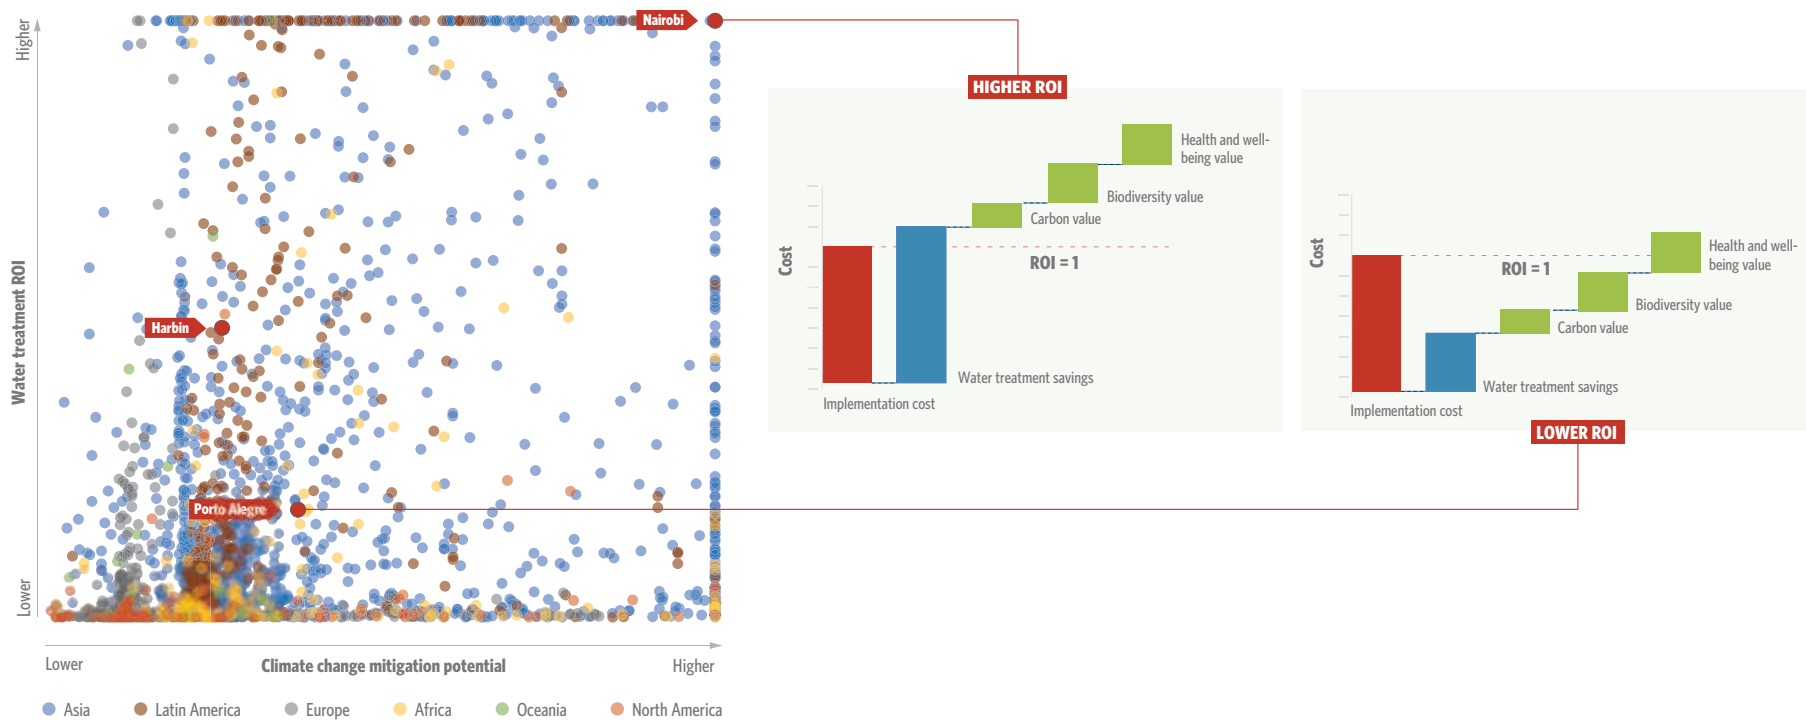 Higher
Water treatment ROI
Lower
Nairobi
Harbin
Porto Alegre
Lower
Climate change mitigation potential
Higher
Asia
Latin America
Europe
Africa
Oceania
North America
HIGHER ROI
Cost
Health and well-
being value
Biodiversity value
Carbon value
ROI = 1
Water treatment savings
Implementation cost
Cost
Health and well-
being value
ROI = 1
Biodiversity value
Carbon value
Water treatment savings
Implementation cost
LOWER ROI